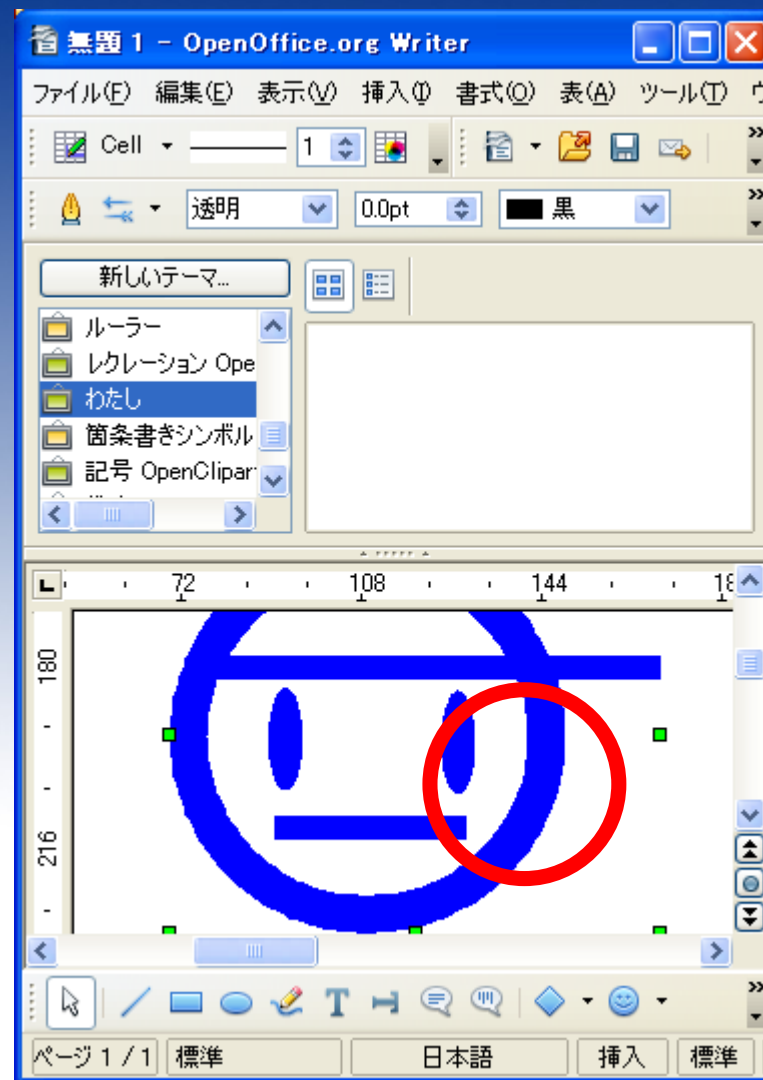 無題 1 - OpenOffice.org Writer
ファイル(F) 編集(E) 表示(V) 挿入(I) 書式(O) 表(A) ツール(T)
Cell 1
透明 0.0pt 黒
新しいテーマ...
ルーラー
レクレーション Ope
わたし
箇条書きシンボル
記号 OpenClipar
72 108 144
180
216
T
ページ 1 / 1 標準 日本語 挿入 標準